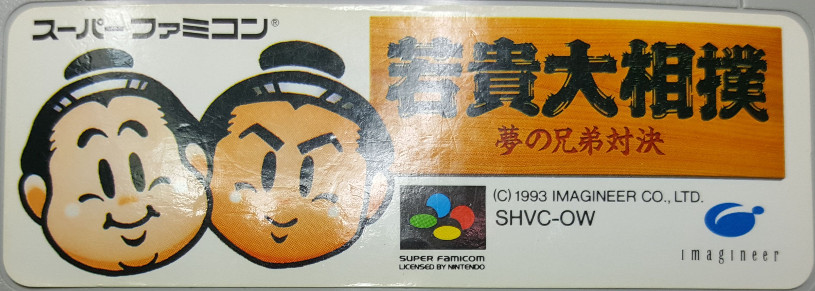 スーパーファミコン®
若貴大相撲
夢の兄弟対決
(C) 1993 IMAGINEER CO., LTD.
SHVC-OW
SUPER FAMICOM
LICENSED BY NINTENDO
imagineer